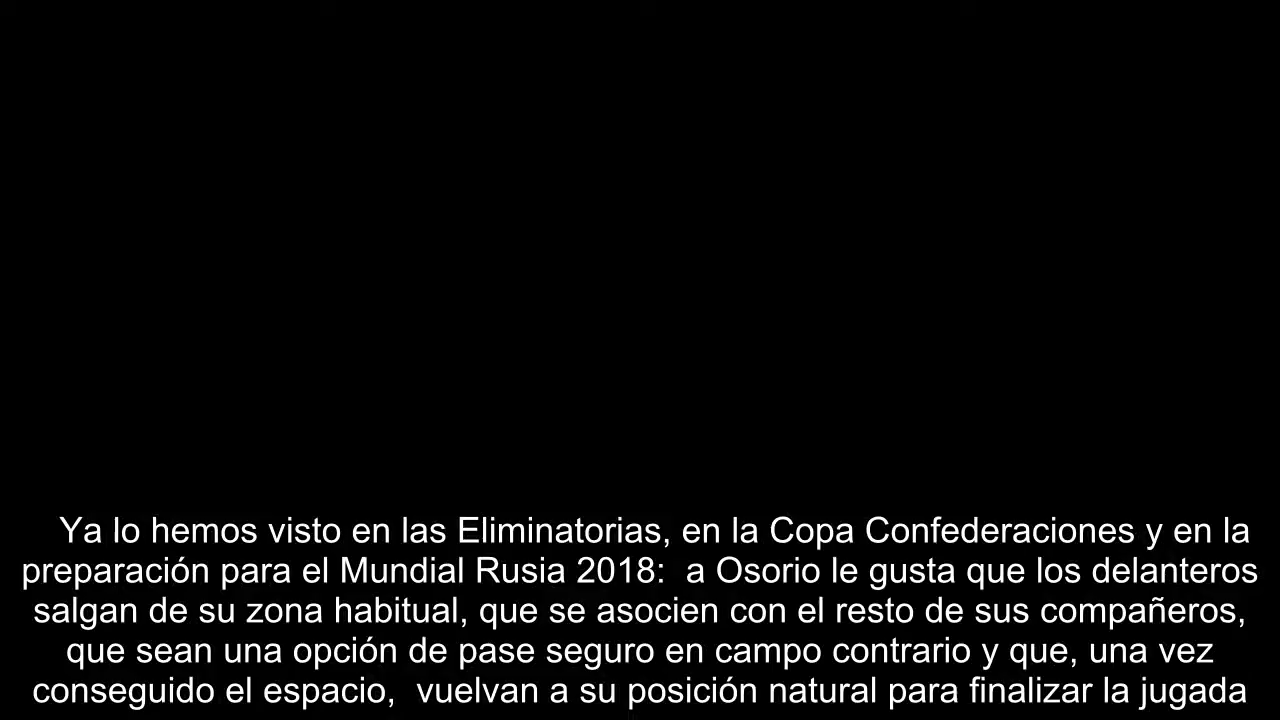 Ya lo hemos visto en las Eliminatorias, en la Copa Confederaciones y en la
preparación para el Mundial Rusia 2018:  a Osorio le gusta que los delanteros
salgan de su zona habitual, que se asocien con el resto de sus compañeros,
que sean una opción de pase seguro en campo contrario y que, una vez
conseguido el espacio,  vuelvan a su posición natural para finalizar la jugada